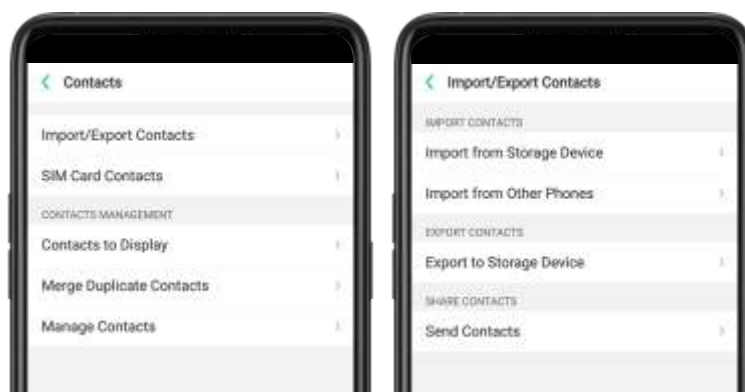 Contacts
Import/Export Contacts
SIM Card Contacts
CONTACTS MANAGEMENT
Contacts to Display
Merge Duplicate Contacts
Manage Contacts
Import/Export Contacts
IMPORT CONTACTS
Import from Storage Device
Import from Other Phones
EXPORT CONTACTS
Export to Storage Device
SHARE CONTACTS
Send Contacts